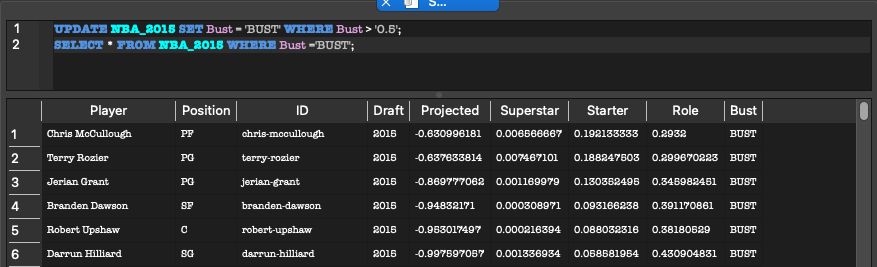 S...
1 UPDATE NBA_2015 SET Bust = 'BUST' WHERE Bust > '0.5';
2 SELECT * FROM NBA_2015 WHERE Bust ='BUST';
Player Position ID Draft Projected Superstar Starter Role Bust
1 Chris McCullough PF chris-mccullough 2015 -0.630996181 0.006566667 0.192133333 0.2932 BUST
2 Terry Rozier PG terry-rozier 2015 -0.637633814 0.007467101 0.188247503 0.299670223 BUST
3 Jerian Grant PG jerian-grant 2015 -0.869777062 0.001169979 0.130352495 0.345982451 BUST
4 Branden Dawson SF branden-dawson 2015 -0.94832171 0.000308971 0.093166238 0.391170861 BUST
5 Robert Upshaw C robert-upshaw 2015 -0.953017497 0.000216394 0.088032316 0.38180529 BUST
6 Darrun Hilliard SG darrun-hilliard 2015 -0.997597057 0.001336934 0.058581954 0.430904831 BUST